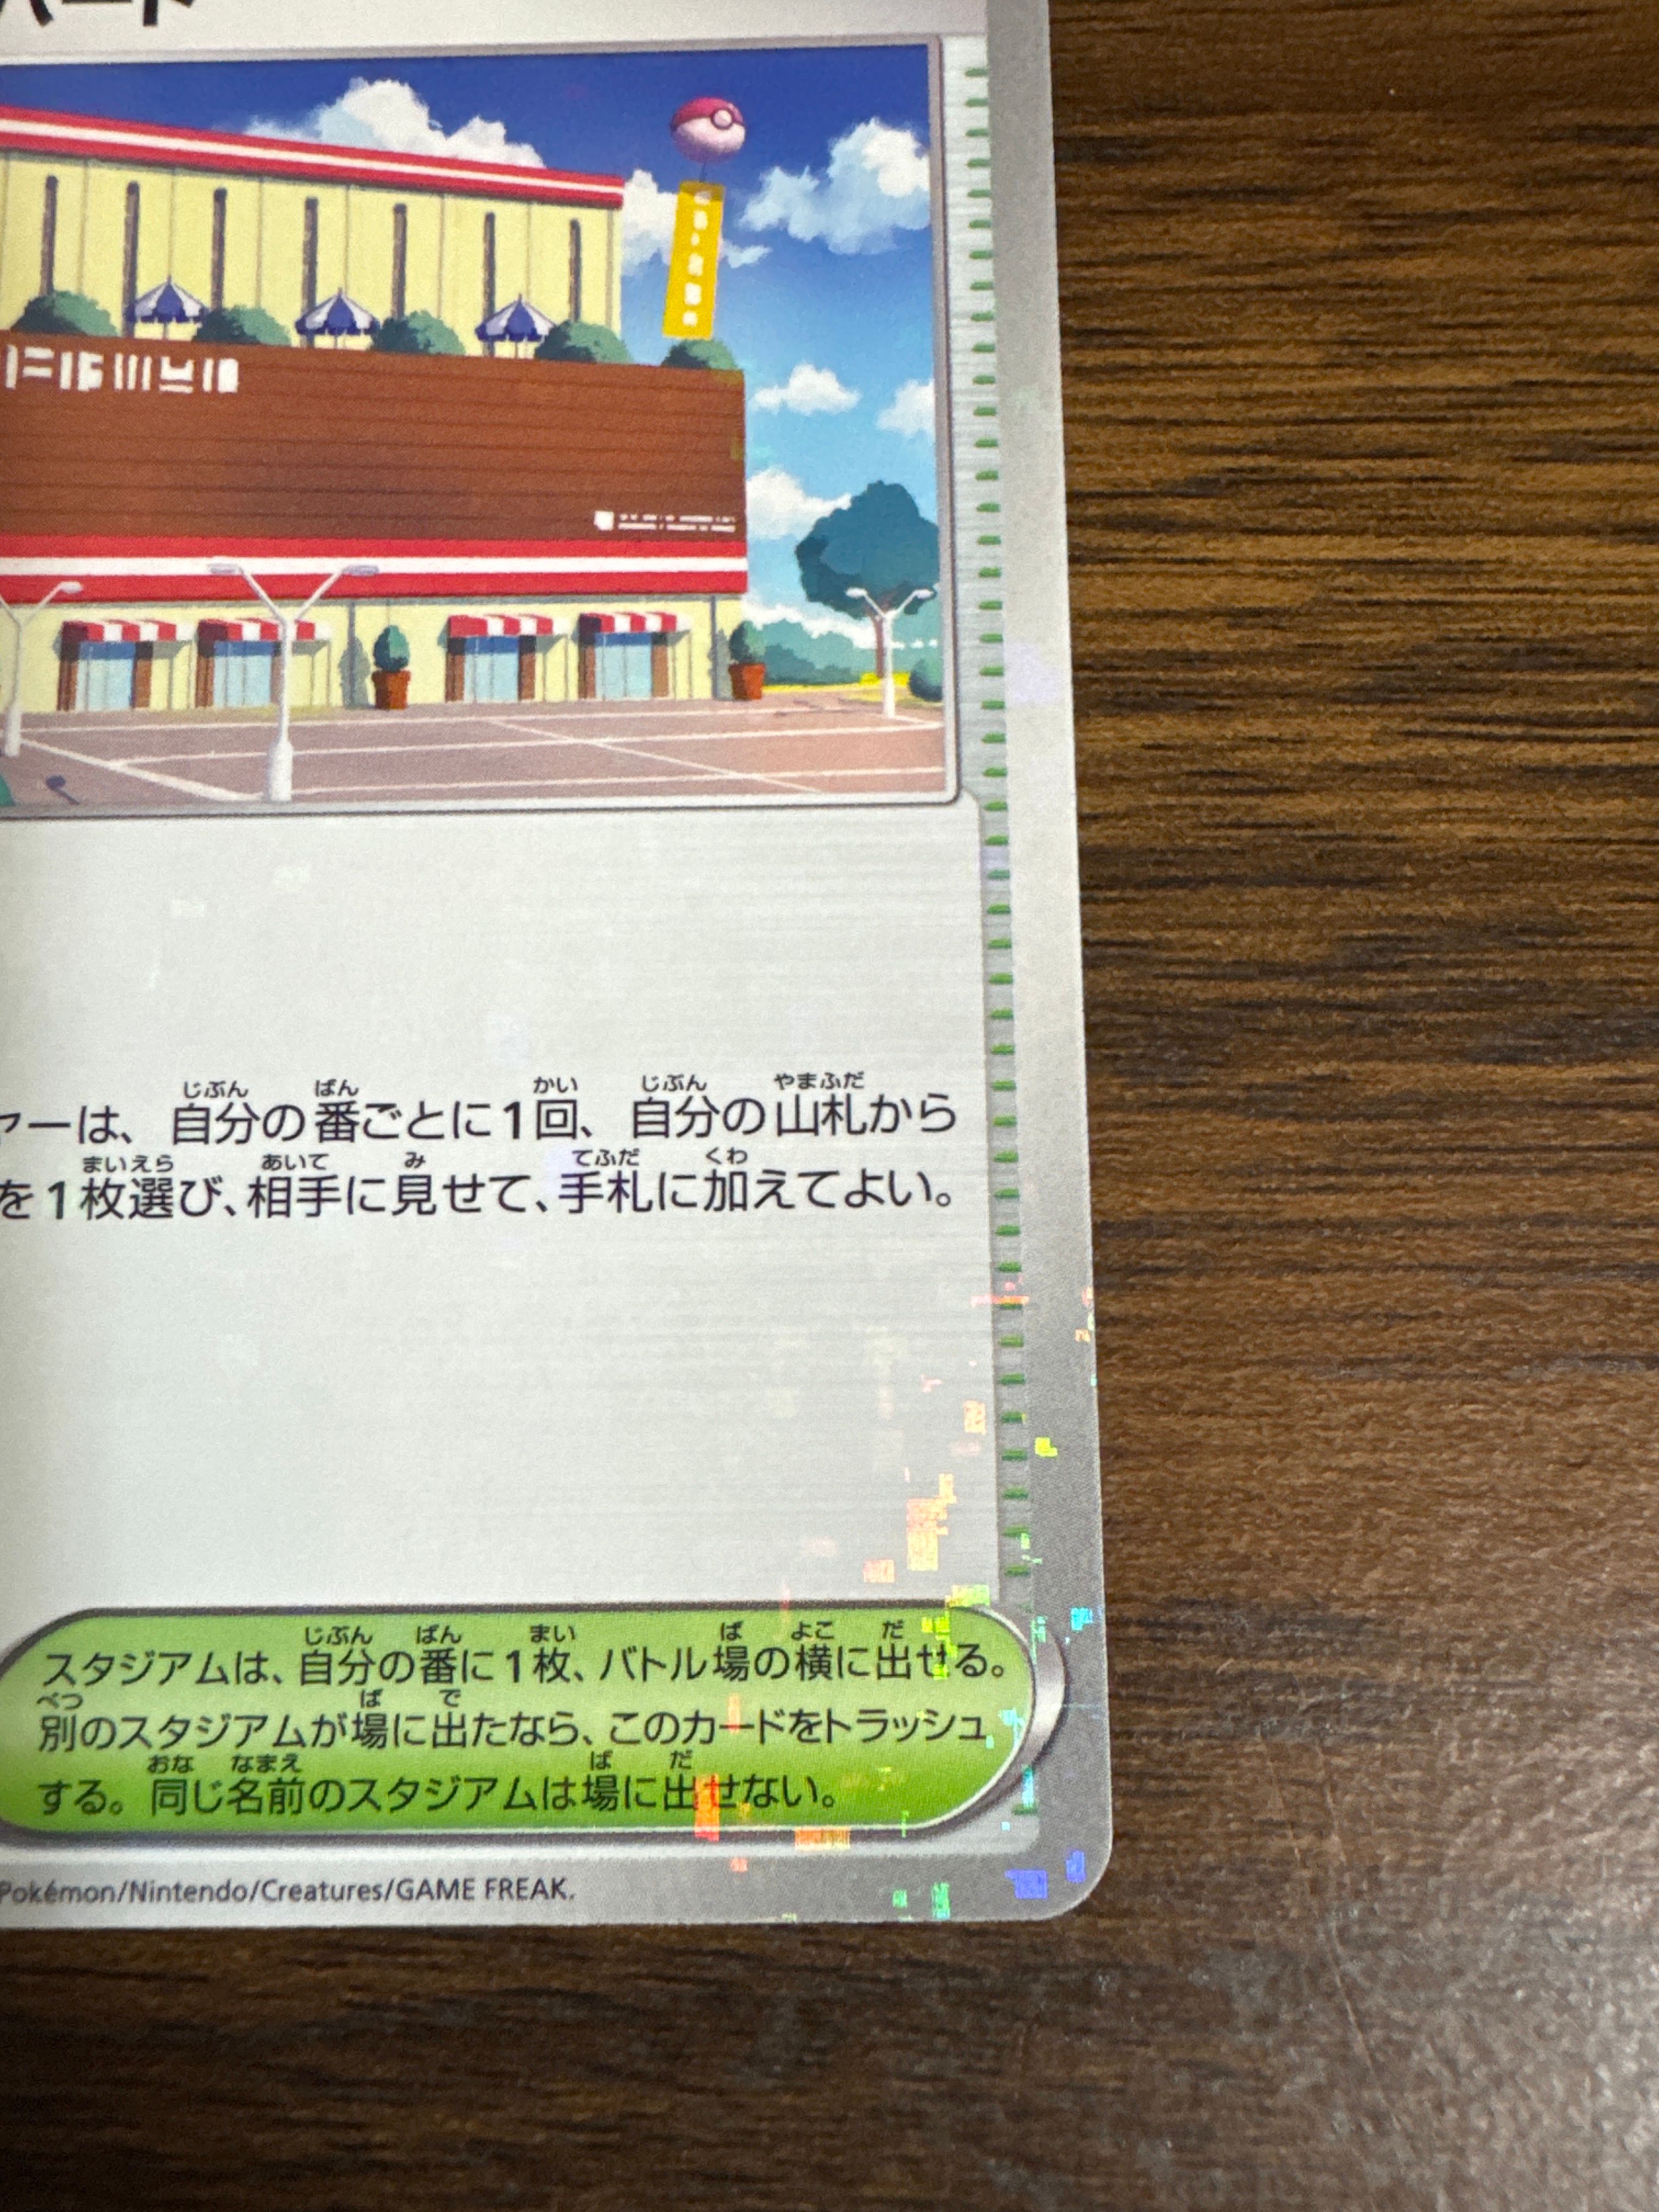 パート
ヤーは、自分の番ごとに1回、自分の山札から
を1枚選び、相手に見せて、手札に加えてよい。
スタジアムは、自分の番に1枚、バトル場の横に出せる。
別のスタジアムが場に出たなら、このカードをトラッシュ
する。同じ名前のスタジアムは場に出せない。
Pokémon/Nintendo/Creatures/GAME FREAK.